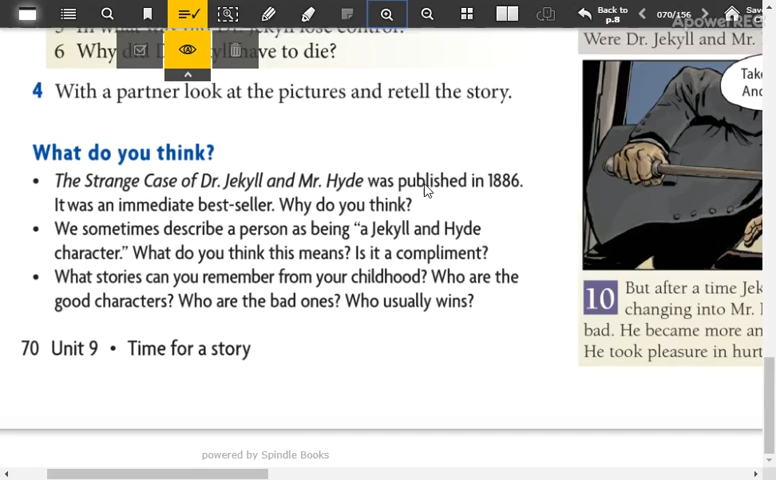 Back to
p.8
070/156
Save
ApowerREC
6 Why did Dr. Jekyll have to die?
Were Dr. Jekyll and Mr.
4 With a partner look at the pictures and retell the story.
Take
And
What do you think?
• The Strange Case of Dr. Jekyll and Mr. Hyde was published in 1886.
It was an immediate best-seller. Why do you think?
• We sometimes describe a person as being “a Jekyll and Hyde
character.” What do you think this means? Is it a compliment?
• What stories can you remember from your childhood? Who are the
good characters? Who are the bad ones? Who usually wins?
10 But after a time Jek
changing into Mr. H
bad. He became more an
He took pleasure in hurt
70 Unit 9 • Time for a story
powered by Spindle Books